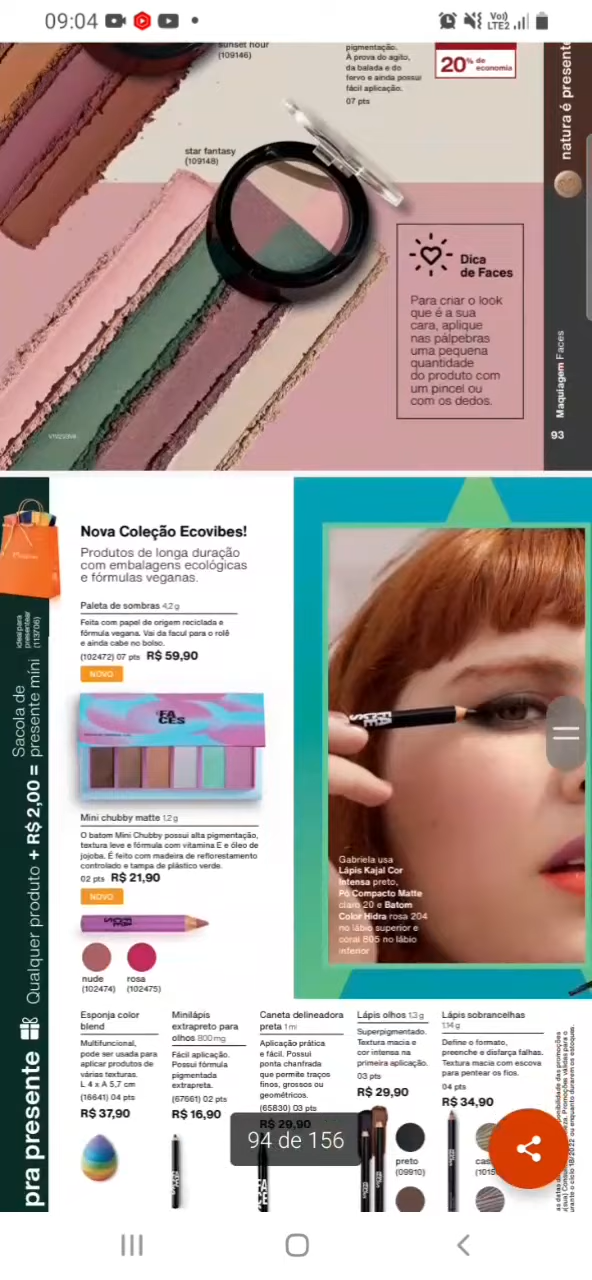 09:04
Vo)
LTE2
sunset hour
(109146)
pigmentação.
À prova do agito,
da balada e do
fervo e ainda possui
fácil aplicação.
07 pts
20% de
economia
natura é presente
star fantasy
(109148)
Dica
de Faces
Para criar o look
que é a sua
cara, aplique
nas pálpebras
uma pequena
quantidade
do produto com
um pincel ou
com os dedos.
Maquiagem Faces
93
Nova Coleção Ecovibes!
Produtos de longa duração
com embalagens ecológicas
e fórmulas veganas.
Paleta de sombras 4,2 g
Feita com papel de origem reciclada e
fórmula vegana. Vai da facul para o rolê
e ainda cabe no bolso.
(102472) 07 pts R$ 59,90
NOVO
FA
CES
Mini chubby matte 1,2 g
O batom Mini Chubby possui alta pigmentação,
textura leve e fórmula com vitamina E e óleo de
jojoba. É feito com madeira de reflorestamento
controlado e tampa de plástico verde.
02 pts R$ 21,90
NOVO
nude
(102474)
rosa
(102475)
ideal para
presentear
(113706)
pra presente Qualquer produto + R$ 2,00 = Sacola de
presente mini
Gabriela usa
Lápis Kajal Cor
Intensa preto,
Pó Compacto Matte
claro 20 e Batom
Color Hidra rosa 204
no lábio superior e
coral 805 no lábio
inferior
Esponja color
blend
Multifuncional,
pode ser usada para
aplicar produtos de
várias texturas.
L 4 x A 5,7 cm
(16641) 04 pts
R$ 37,90
Minilápis
extrapreto para
olhos 800 mg
Fácil aplicação.
Possui fórmula
pigmentada
extrapreta.
(67661) 02 pts
R$ 16,90
Caneta delineadora
preta 1 ml
Aplicação prática
e fácil. Possui
ponta chanfrada
que permite traços
finos, grossos ou
geométricos.
(65830) 03 pts
R$ 29,90
Lápis olhos 1,3 g
Superpigmentado.
Textura macia e
cor intensa na
primeira aplicação.
03 pts
R$ 29,90
preto
(09910)
Lápis sobrancelhas
1,14 g
Define o formato,
preenche e disfarça falhas.
Textura macia com escova
para pentear os fios.
04 pts
R$ 34,90
94 de 156